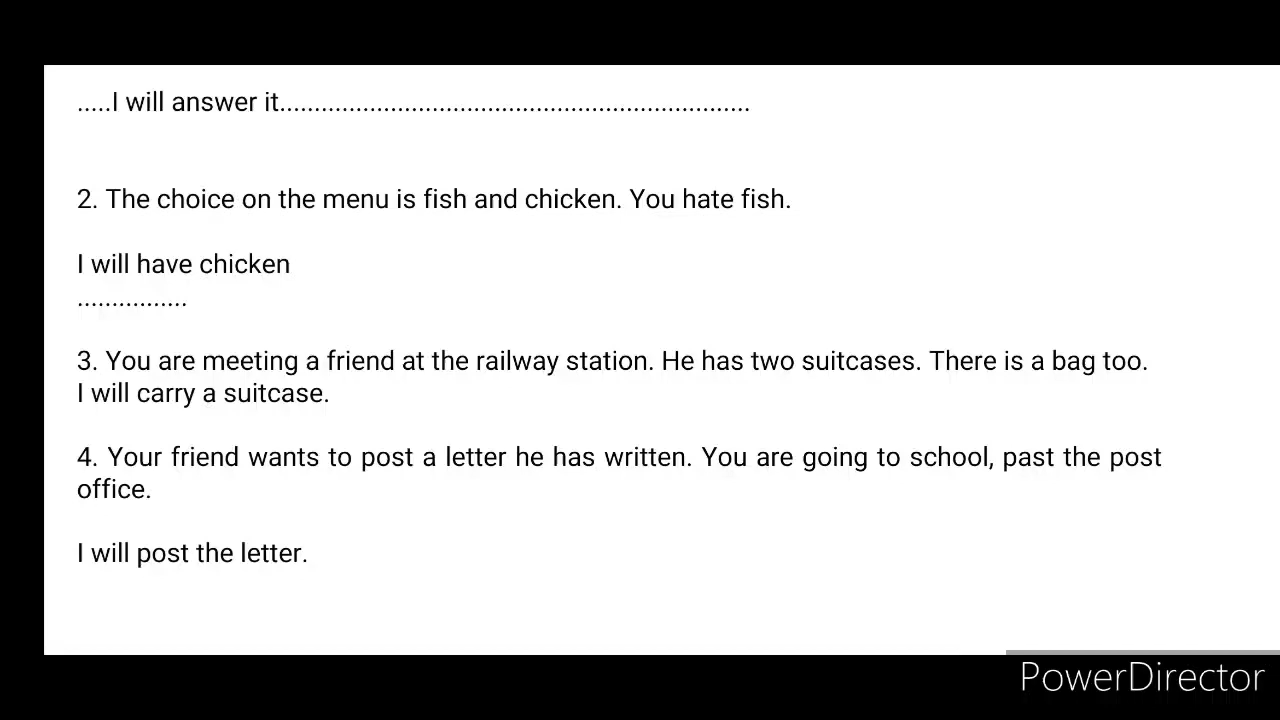 .....I will answer it....................................................................
2. The choice on the menu is fish and chicken. You hate fish.
I will have chicken
................
3. You are meeting a friend at the railway station. He has two suitcases. There is a bag too.
I will carry a suitcase.
4. Your friend wants to post a letter he has written. You are going to school, past the post
office.
I will post the letter.
PowerDirector